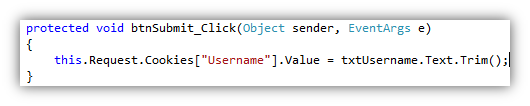 protected void btnSubmit_Click(Object sender, EventArgs e)
{
    this.Request.Cookies["Username"].Value = txtUsername.Text.Trim();
}